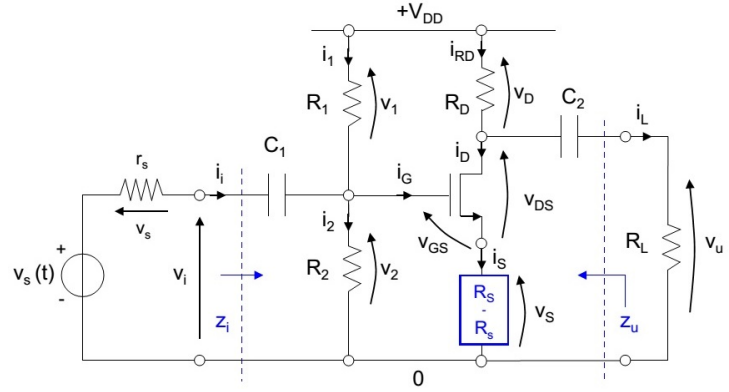 +V_DD
i_1
i_RD
R_1
v_1
R_D
v_D
C_2
i_L
C_1
i_D
r_s
i_i
i_G
v_DS
v_s
i_2
v_GS
i_S
R_L
v_u
+
v_s (t)
-
v_i
R_2
v_2
R_S
-
R_s
v_S
z_i
z_u
0